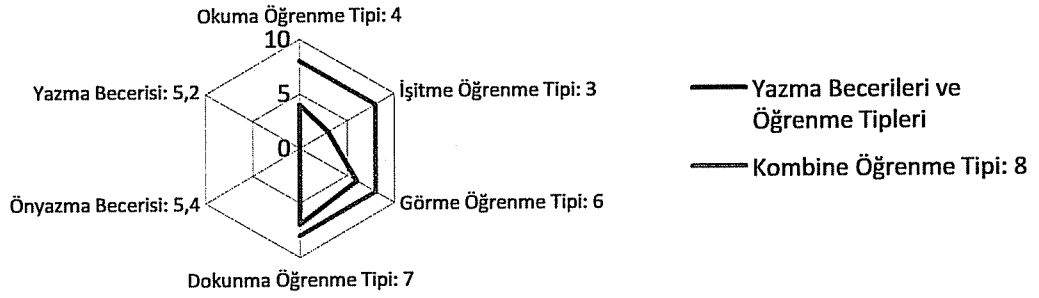 Okuma Öğrenme Tipi: 4
10
Yazma Becerisi: 5,2
5
İşitme Öğrenme Tipi: 3
0
Önyazma Becerisi: 5,4
Görme Öğrenme Tipi: 6
Dokunma Öğrenme Tipi: 7
Yazma Becerileri ve
Öğrenme Tipleri
Kombine Öğrenme Tipi: 8